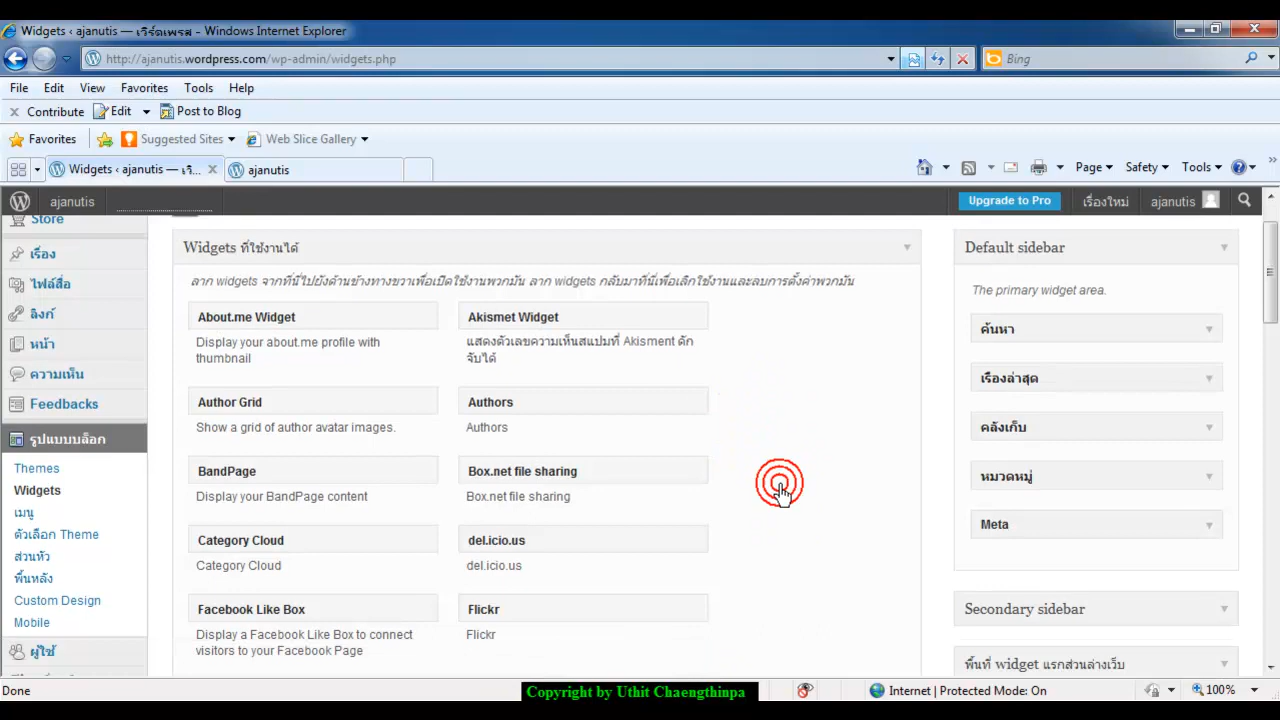 Widgets ‹ ajanutis — เวิร์ดเพรส - Windows Internet Explorer
http://ajanutis.wordpress.com/wp-admin/widgets.php
Bing
File Edit View Favorites Tools Help
Contribute Edit Post to Blog
Favorites Suggested Sites Web Slice Gallery
Widgets ‹ ajanutis — เวิ... ajanutis Page Safety Tools
ajanutis Upgrade to Pro เรื่องใหม่ ajanutis
Store
เรื่อง
ไฟล์สื่อ
ลิงก์
หน้า
ความเห็น
Feedbacks
รูปแบบบล็อก
Themes
Widgets
เมนู
ตัวเลือก Theme
ส่วนหัว
พื้นหลัง
Custom Design
Mobile
ผู้ใช้
Widgets ที่ใช้งานได้
ลาก widgets จากที่นี่ไปยังด้านข้างทางขวาเพื่อเปิดใช้งานพวกมัน ลาก widgets กลับมาที่นี่เพื่อเลิกใช้งานและลบการตั้งค่าพวกมัน
About.me Widget
Display your about.me profile with
thumbnail
Akismet Widget
แสดงตัวเลขความเห็นสแปมที่ Akisment ดัก
จับได้
Author Grid
Show a grid of author avatar images.
Authors
Authors
BandPage
Display your BandPage content
Box.net file sharing
Box.net file sharing
Category Cloud
Category Cloud
del.icio.us
del.icio.us
Facebook Like Box
Display a Facebook Like Box to connect
visitors to your Facebook Page
Flickr
Flickr
Default sidebar
The primary widget area.
ค้นหา
เรื่องล่าสุด
คลังเก็บ
หมวดหมู่
Meta
Secondary sidebar
พื้นที่ widget แรกส่วนล่างเว็บ
Done
Copyright by Uthit Chaengthinpa
Internet | Protected Mode: On
100%